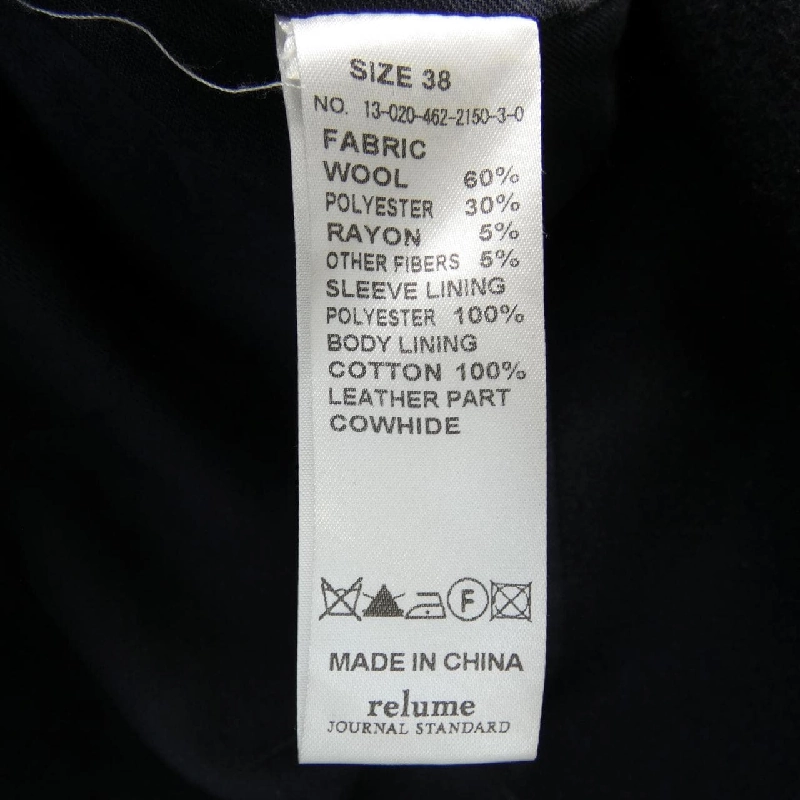 SIZE 38
NO. 13-020-462-2150-3-0
FABRIC
WOOL 60%
POLYESTER 30%
RAYON 5%
OTHER FIBERS 5%
SLEEVE LINING
POLYESTER 100%
BODY LINING
COTTON 100%
LEATHER PART
COWHIDE
F
MADE IN CHINA
relume
JOURNAL STANDARD